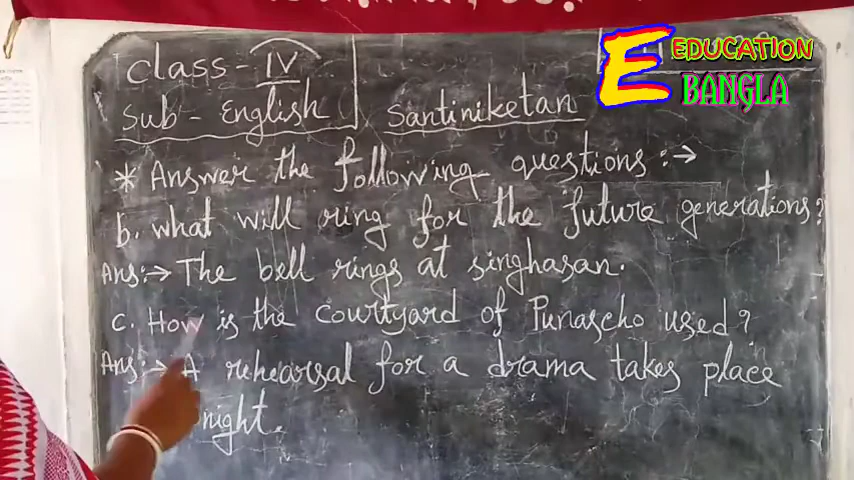 Class - IV
Sub - English
Santiniketan
E EDUCATION
BANGLA
* Answer the following questions :→
b. what will ring for the future generations?
Ans:→ The bell rings at singhasan.
c. How is the courtyard of Punascho used?
Ans:→ A rehearsal for a drama takes place
night.